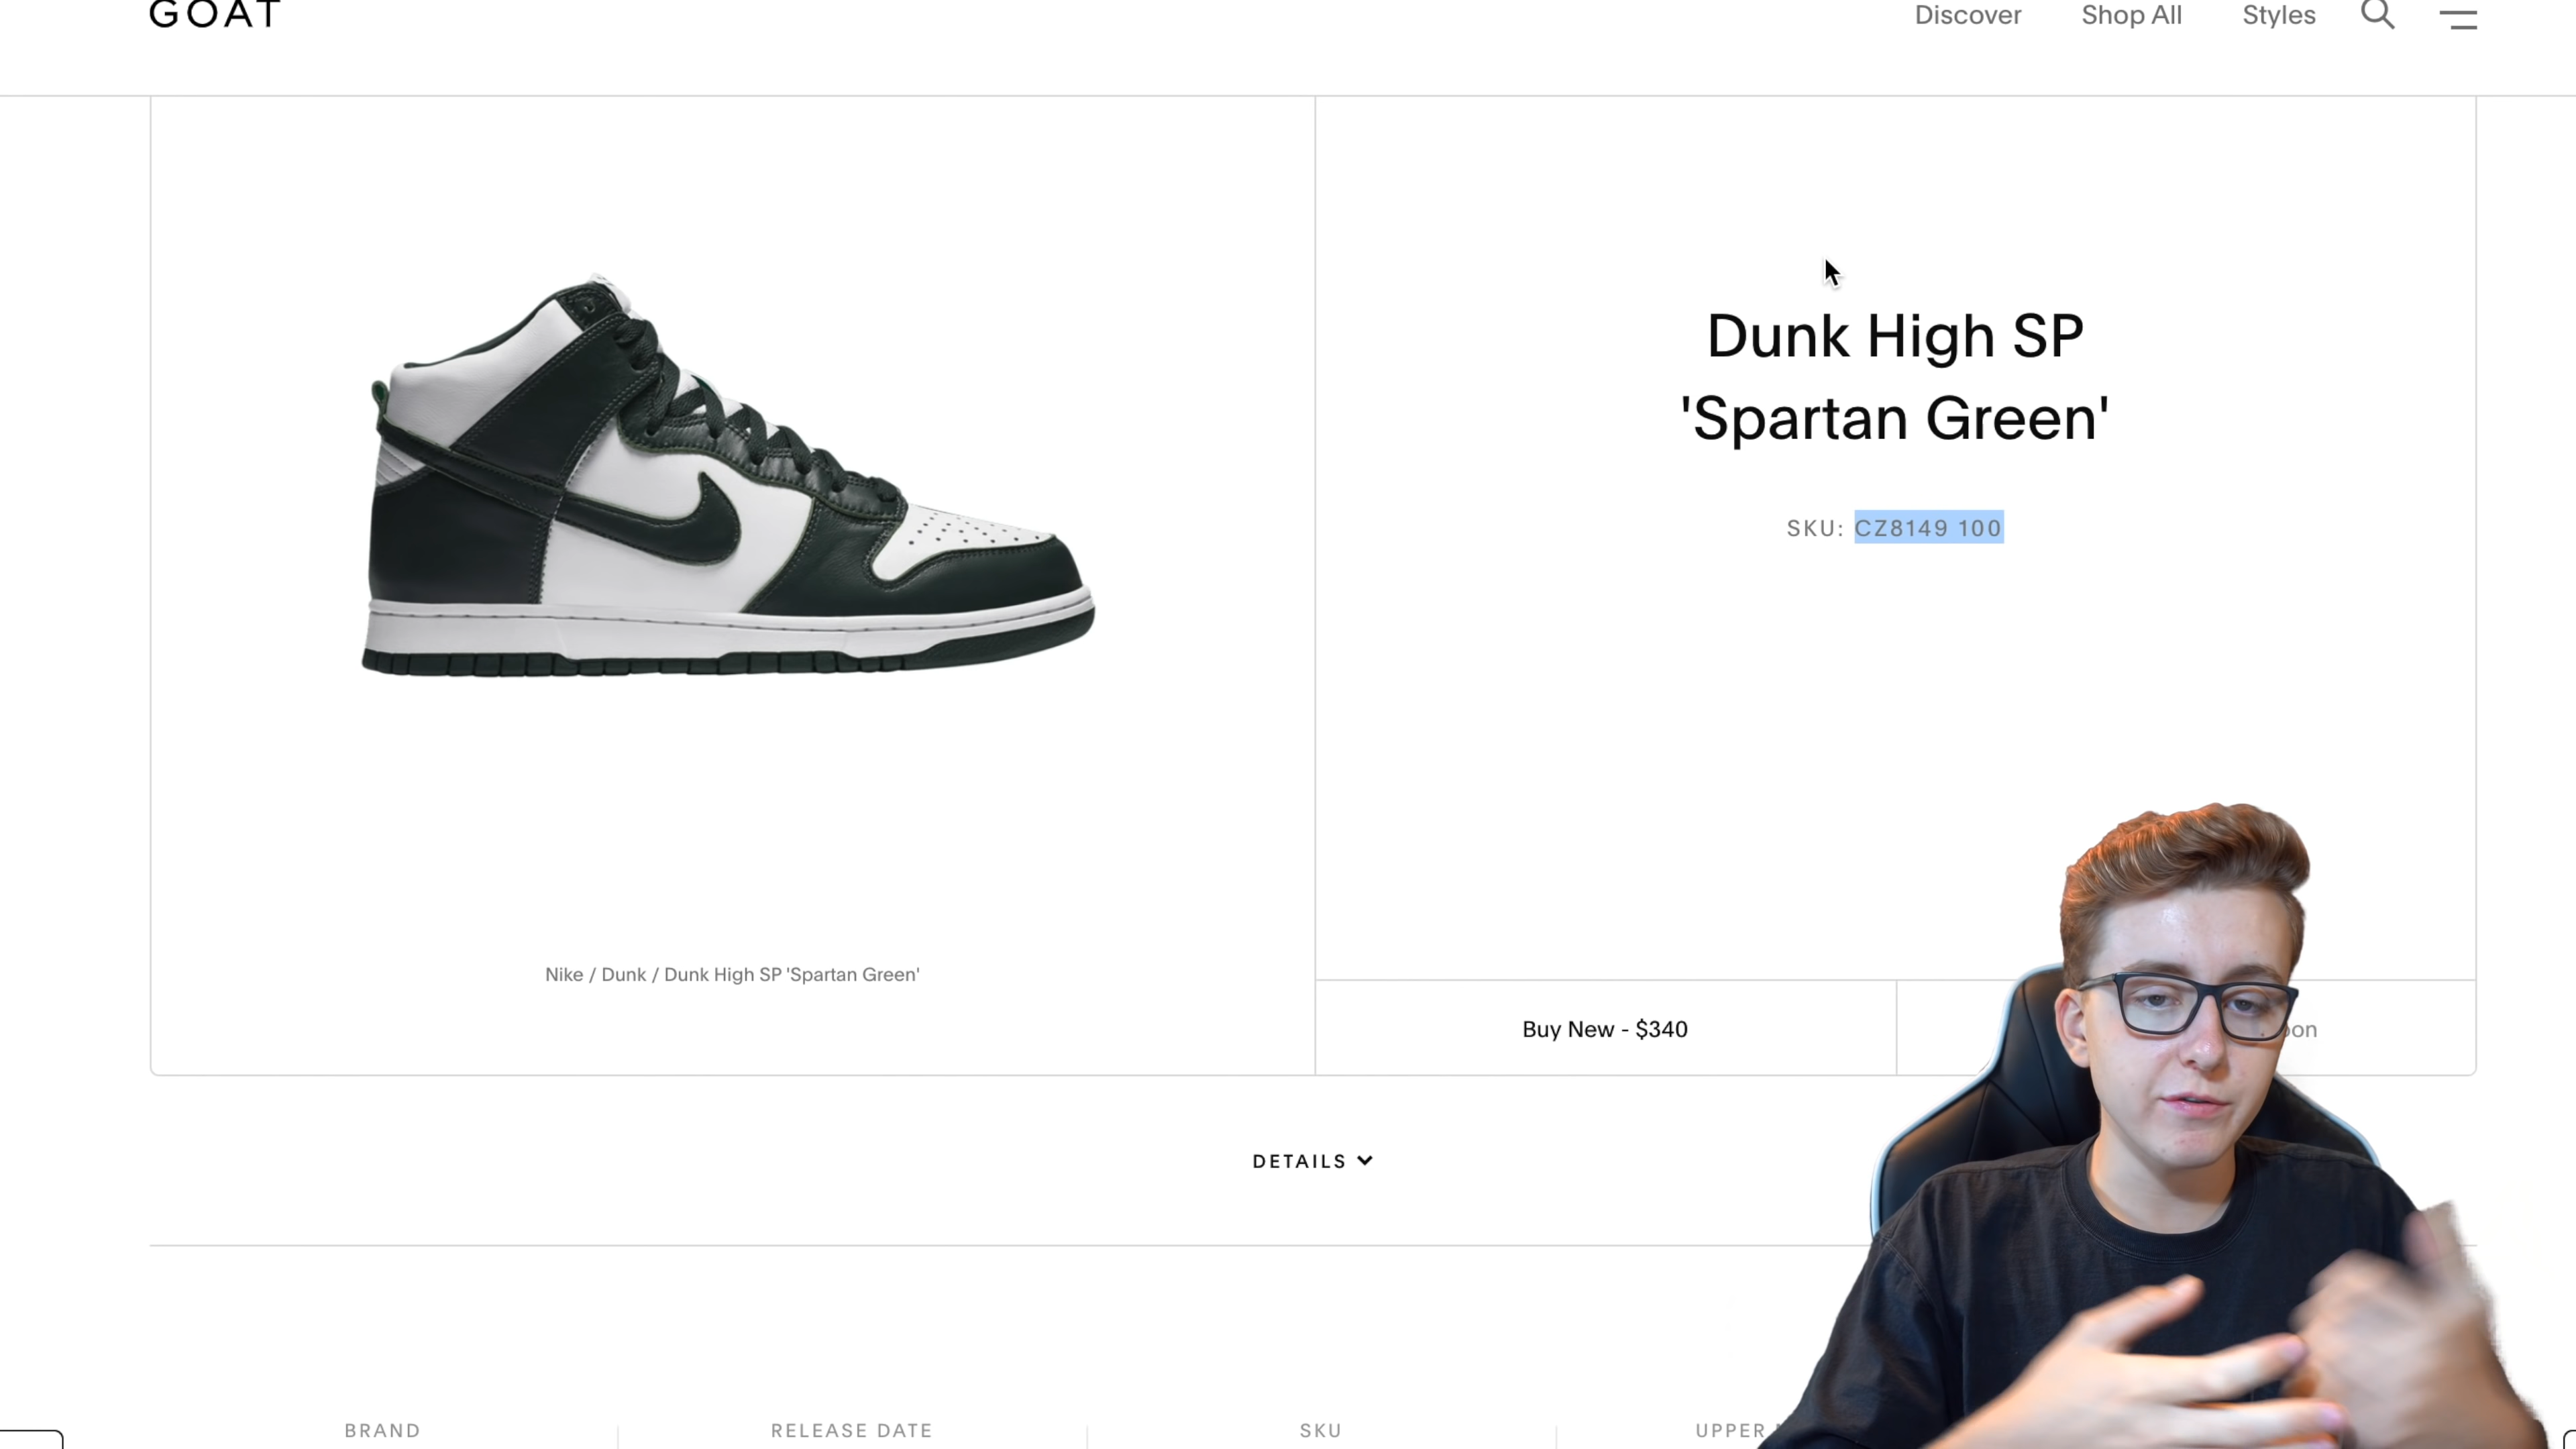 GOAT
Discover
Shop All
Styles
Dunk High SP
'Spartan Green'
SKU: CZ8149 100
Nike / Dunk / Dunk High SP 'Spartan Green'
Buy New - $340
DETAILS
BRAND
RELEASE DATE
SKU
UPPER